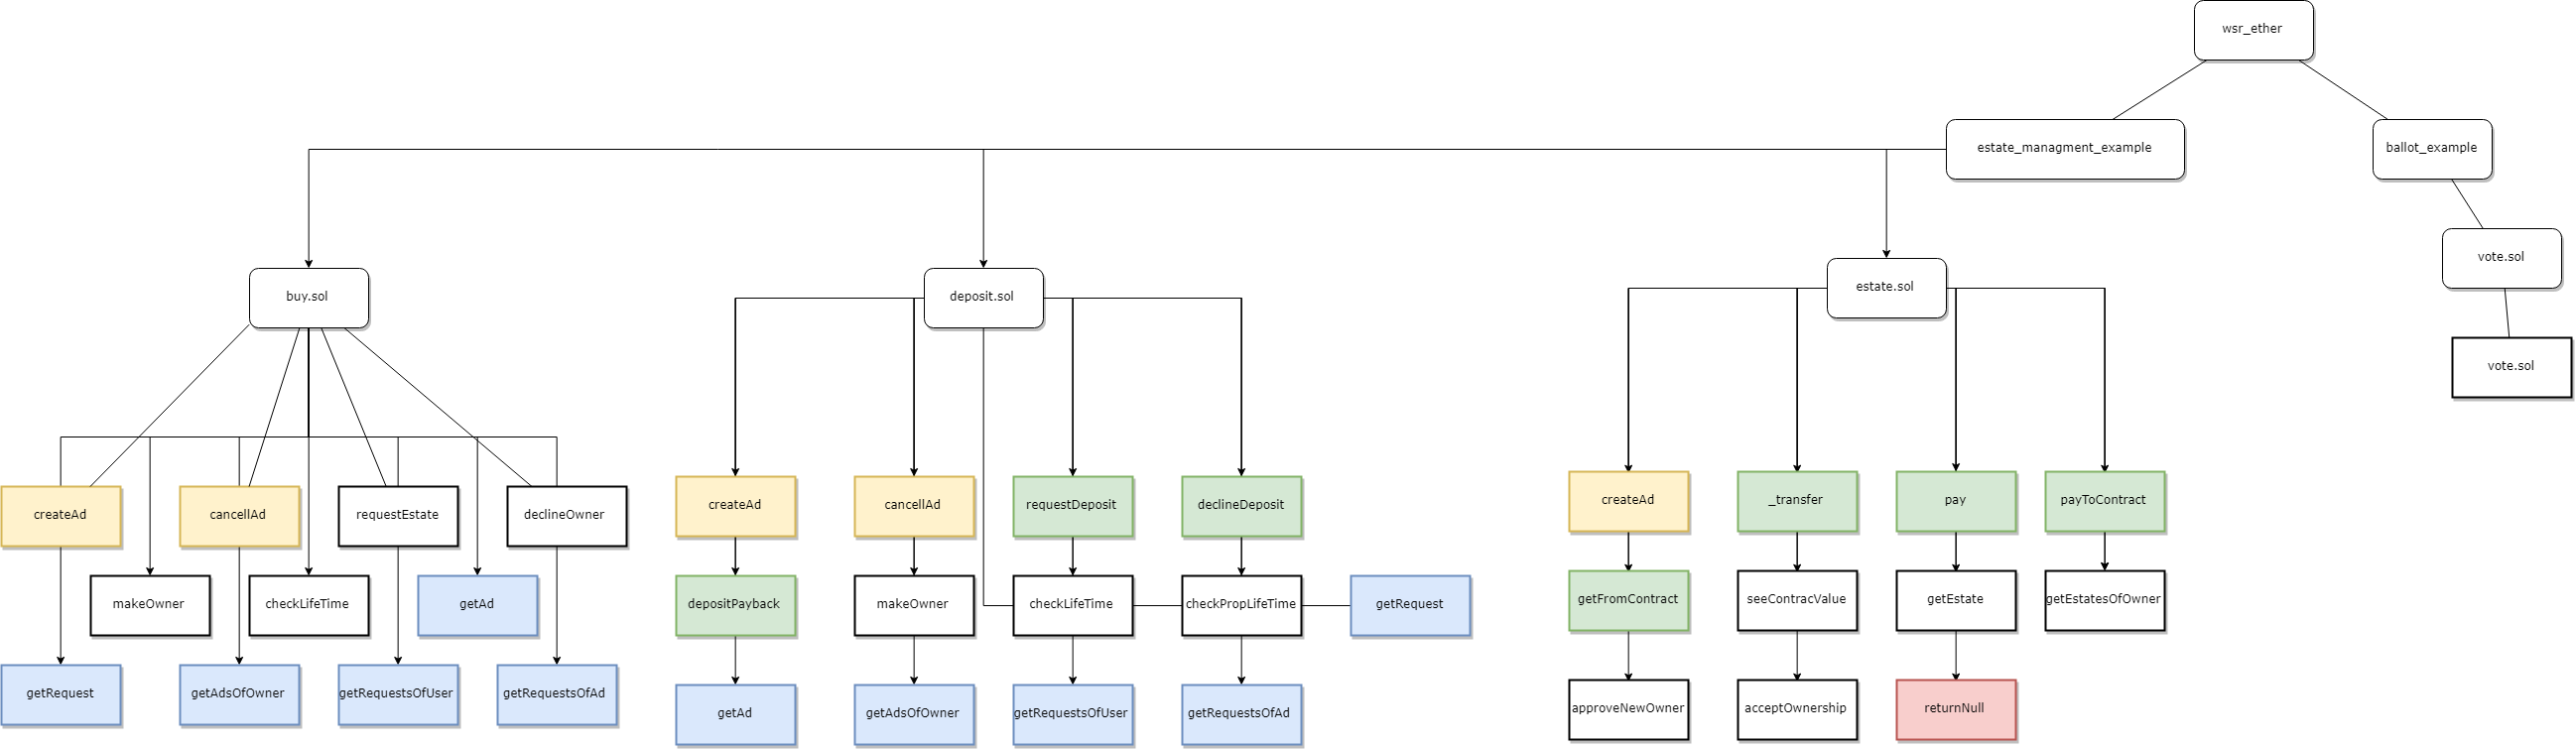 wsr_ether
estate_managment_example
ballot_example
vote.sol
buy.sol
deposit.sol
estate.sol
vote.sol
createAd
cancellAd
requestEstate
declineOwner
makeOwner
checkLifeTime
getAd
getRequest
getAdsOfOwner
getRequestsOfUser
getRequestsOfAd
createAd
cancellAd
requestDeposit
declineDeposit
depositPayback
makeOwner
checkLifeTime
checkPropLifeTime
getRequest
getAd
getAdsOfOwner
getRequestsOfUser
getRequestsOfAd
createAd
_transfer
pay
payToContract
getFromContract
seeContracValue
getEstate
getEstatesOfOwner
approveNewOwner
acceptOwnership
returnNull